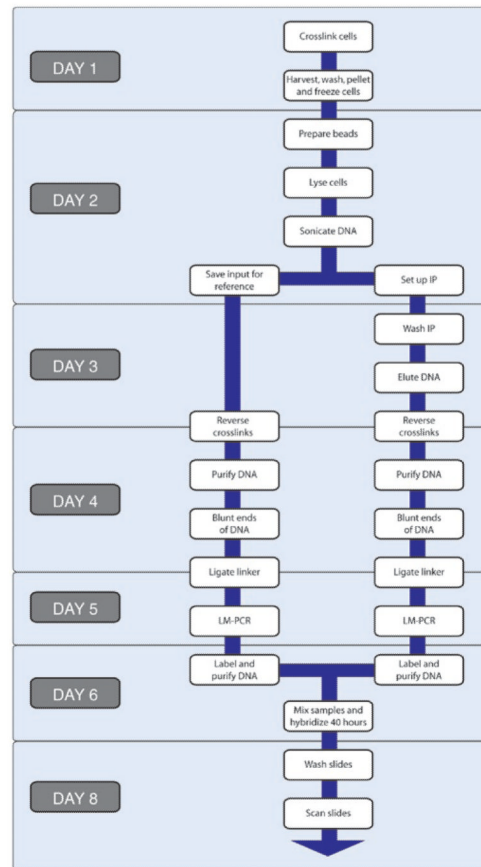 DAY 1
Crosslink cells
Harvest, wash, pellet
and freeze cells
DAY 2
Prepare beads
Lyse cells
Sonicate DNA
Save input for
reference
Set up IP
DAY 3
Wash IP
Elute DNA
Reverse
crosslinks
Reverse
crosslinks
DAY 4
Purify DNA
Purify DNA
Blunt ends
of DNA
Blunt ends
of DNA
Ligate linker
Ligate linker
DAY 5
LM-PCR
LM-PCR
Label and
purify DNA
Label and
purify DNA
DAY 6
Mix samples and
hybridize 40 hours
DAY 8
Wash slides
Scan slides